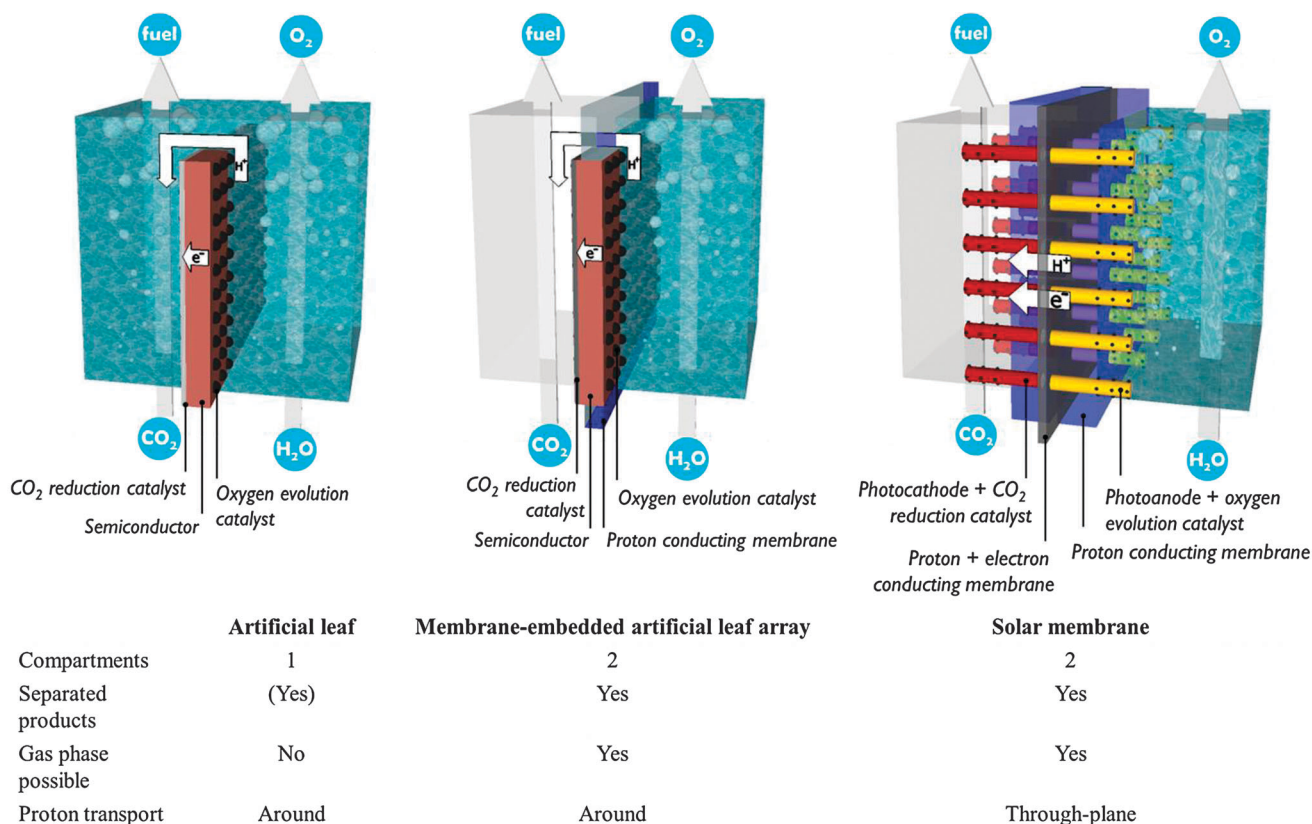 fuel
O2
e-
H+
CO2
H2O
CO2 reduction catalyst
Oxygen evolution
catalyst
Semiconductor
fuel
O2
e-
H+
CO2
H2O
CO2 reduction
catalyst
Oxygen evolution catalyst
Semiconductor
Proton conducting membrane
fuel
O2
H+
e-
CO2
H2O
Photocathode + CO2
reduction catalyst
Photoanode + oxygen
evolution catalyst
Proton + electron
conducting membrane
Proton conducting membrane
Artificial leaf Membrane-embedded artificial leaf array Solar membrane
Compartments 1 2 2
Separated
products (Yes) Yes Yes
Gas phase
possible No Yes Yes
Proton transport Around Around Through-plane